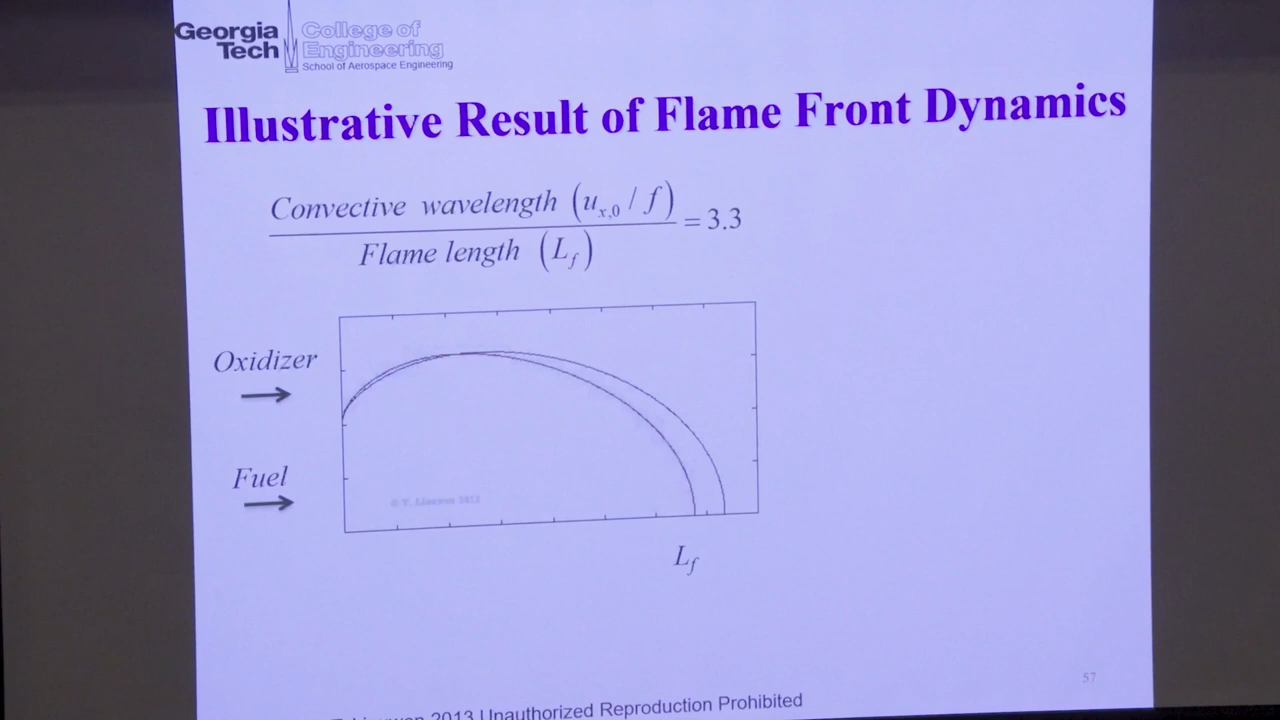 Georgia
Tech
College of
Engineering
School of Aerospace Engineering
Illustrative Result of Flame Front Dynamics
Convective wavelength (u_{x,0} / f)
Flame length (L_f)
= 3.3
Oxidizer
Fuel
L_f
57
2013 Unauthorized Reproduction Prohibited